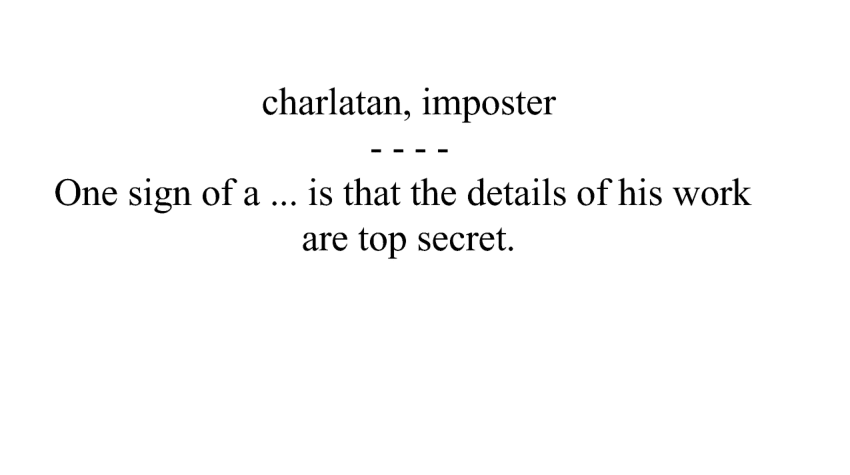 charlatan, imposter
- - - -
One sign of a ... is that the details of his work
are top secret.